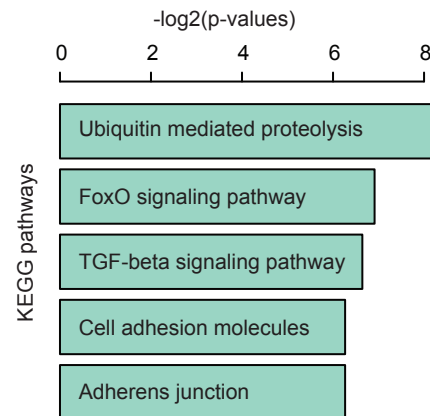 -log2(p-values)
0 2 4 6 8
KEGG pathways
Ubiquitin mediated proteolysis
FoxO signaling pathway
TGF-beta signaling pathway
Cell adhesion molecules
Adherens junction